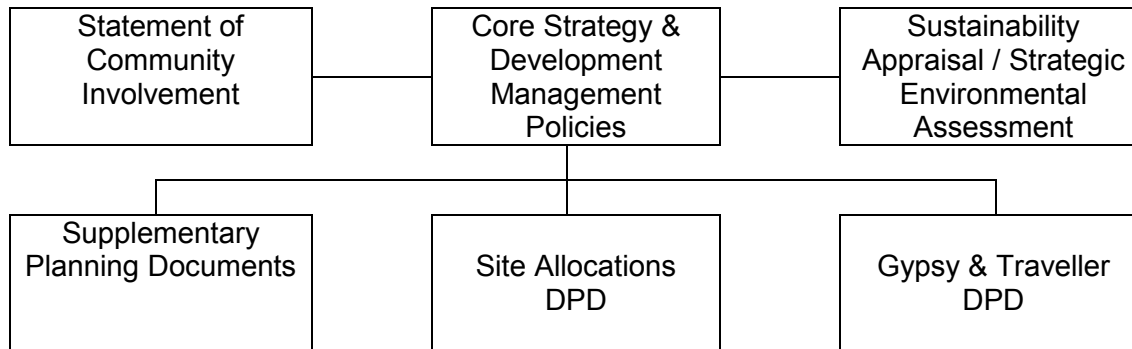 Statement of
Community
Involvement
Core Strategy &
Development
Management
Policies
Sustainability
Appraisal / Strategic
Environmental
Assessment
Supplementary
Planning Documents
Site Allocations
DPD
Gypsy & Traveller
DPD